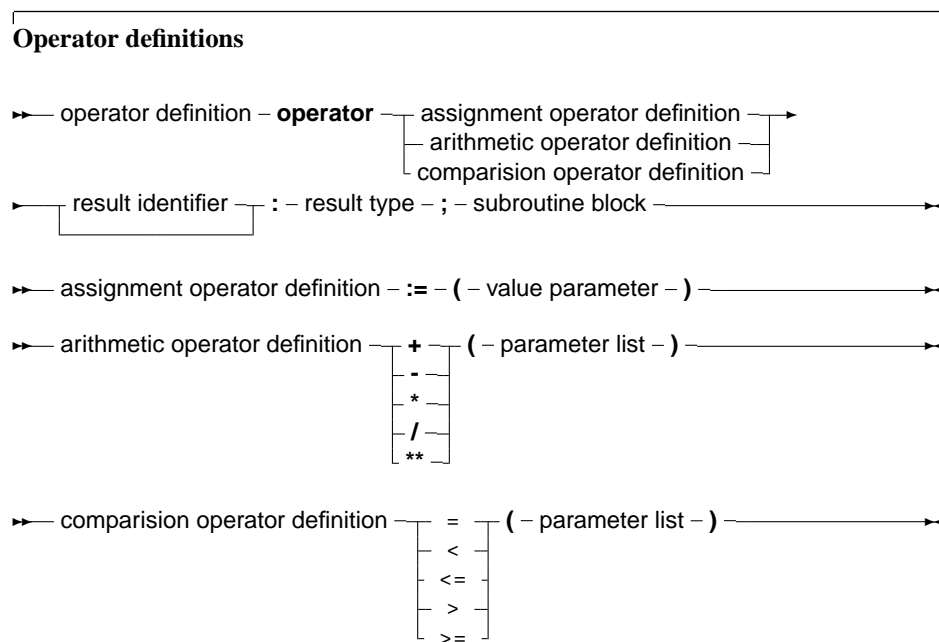 Operator definitions
operator definition – operator – assignment operator definition
arithmetic operator definition
comparision operator definition
result identifier : – result type – ; – subroutine block
assignment operator definition – := – ( – value parameter – )
arithmetic operator definition + ( – parameter list – )
-
*
/
**
comparision operator definition = ( – parameter list – )
<
<=
>
>=